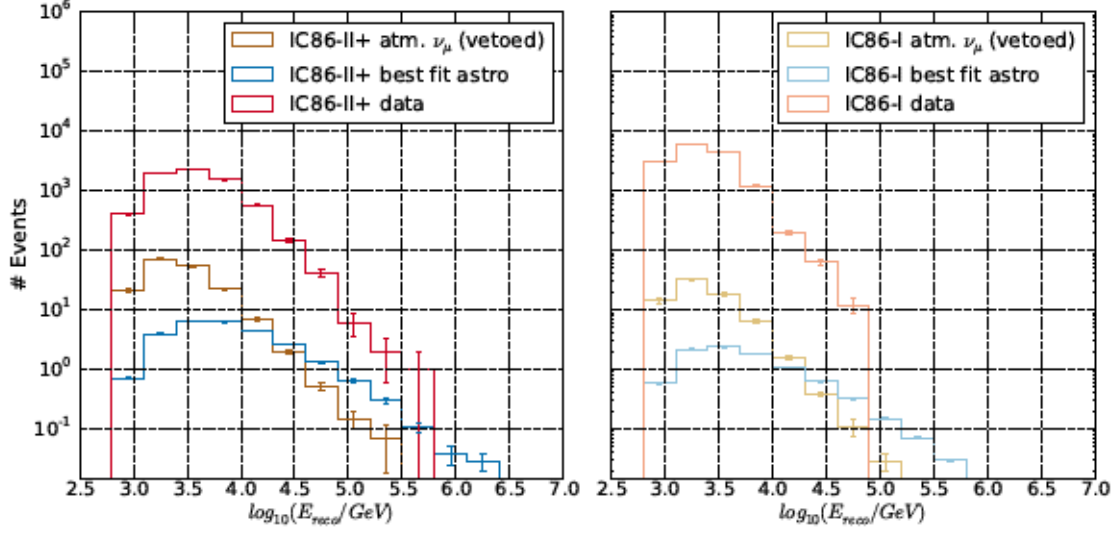 # Events
10^6
10^5
10^4
10^3
10^2
10^1
10^0
10^-1
IC86-II+ atm. ν_μ (vetoed)
IC86-II+ best fit astro
IC86-II+ data
2.5 3.0 3.5 4.0 4.5 5.0 5.5 6.0 6.5 7.0
log_10(E_reco/GeV)
IC86-I atm. ν_μ (vetoed)
IC86-I best fit astro
IC86-I data
2.5 3.0 3.5 4.0 4.5 5.0 5.5 6.0 6.5 7.0
log_10(E_reco/GeV)